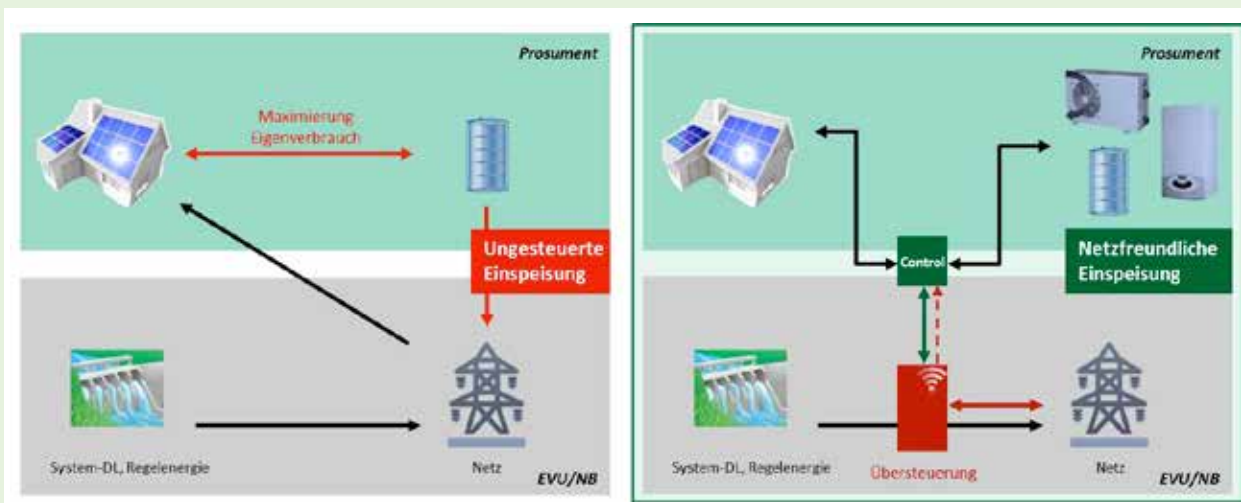 Prosument
Maximierung
Eigenverbrauch
Ungesteuerte
Einspeisung
System-DL, Regelenergie
Netz
EVU/NB
Prosument
Control
Netzfreundliche
Einspeisung
System-DL, Regelenergie
Übersteuerung
Netz
EVU/NB